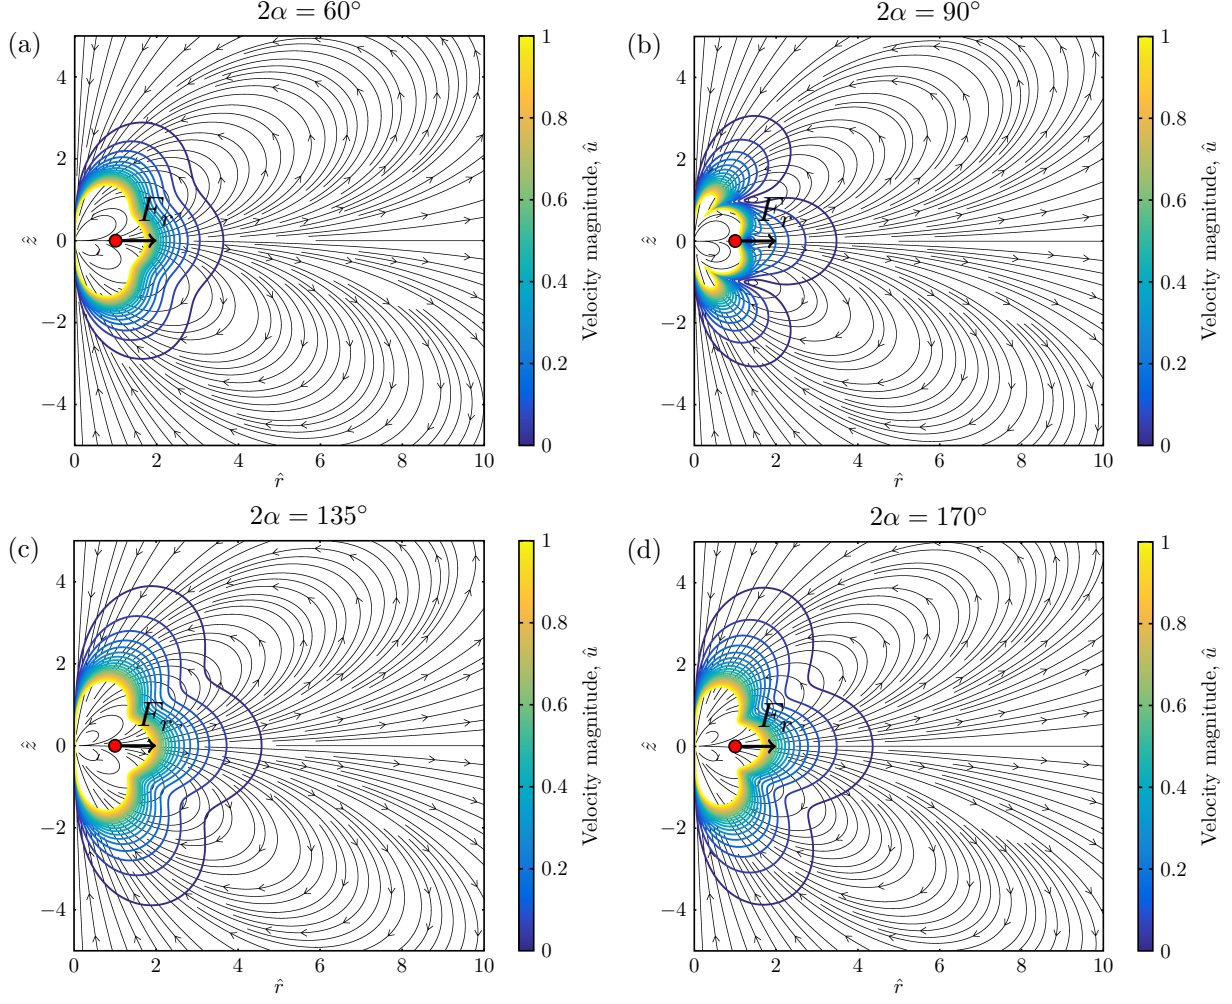 2α = 60°
(a)
4
2
0
−2
−4
ẑ
0 2 4 6 8 10
r̂
F_r
1
0.8
0.6
0.4
0.2
0
Velocity magnitude, û
2α = 90°
(b)
4
2
0
−2
−4
ẑ
0 2 4 6 8 10
r̂
F_r
1
0.8
0.6
0.4
0.2
0
Velocity magnitude, û
2α = 135°
(c)
4
2
0
−2
−4
ẑ
0 2 4 6 8 10
r̂
F_r
1
0.8
0.6
0.4
0.2
0
Velocity magnitude, û
2α = 170°
(d)
4
2
0
−2
−4
ẑ
0 2 4 6 8 10
r̂
F_r
1
0.8
0.6
0.4
0.2
0
Velocity magnitude, û